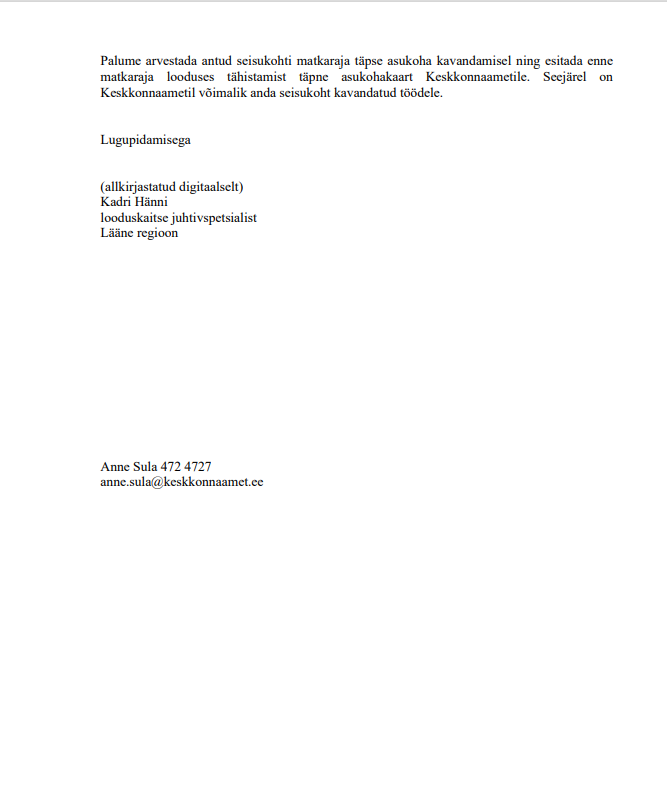 Palume arvestada antud seisukohti matkaraja täpse asukoha kavandamisel ning esitada enne
matkaraja looduses tähistamist täpne asukohakaart Keskkonnaametile. Seejärel on
Keskkonnaametil võimalik anda seisukoht kavandatud töödele.
Lugupidamisega
(allkirjastatud digitaalselt)
Kadri Hänni
looduskaitse juhtivspetsialist
Lääne regioon
Anne Sula 472 4727
anne.sula@keskkonnaamet.ee